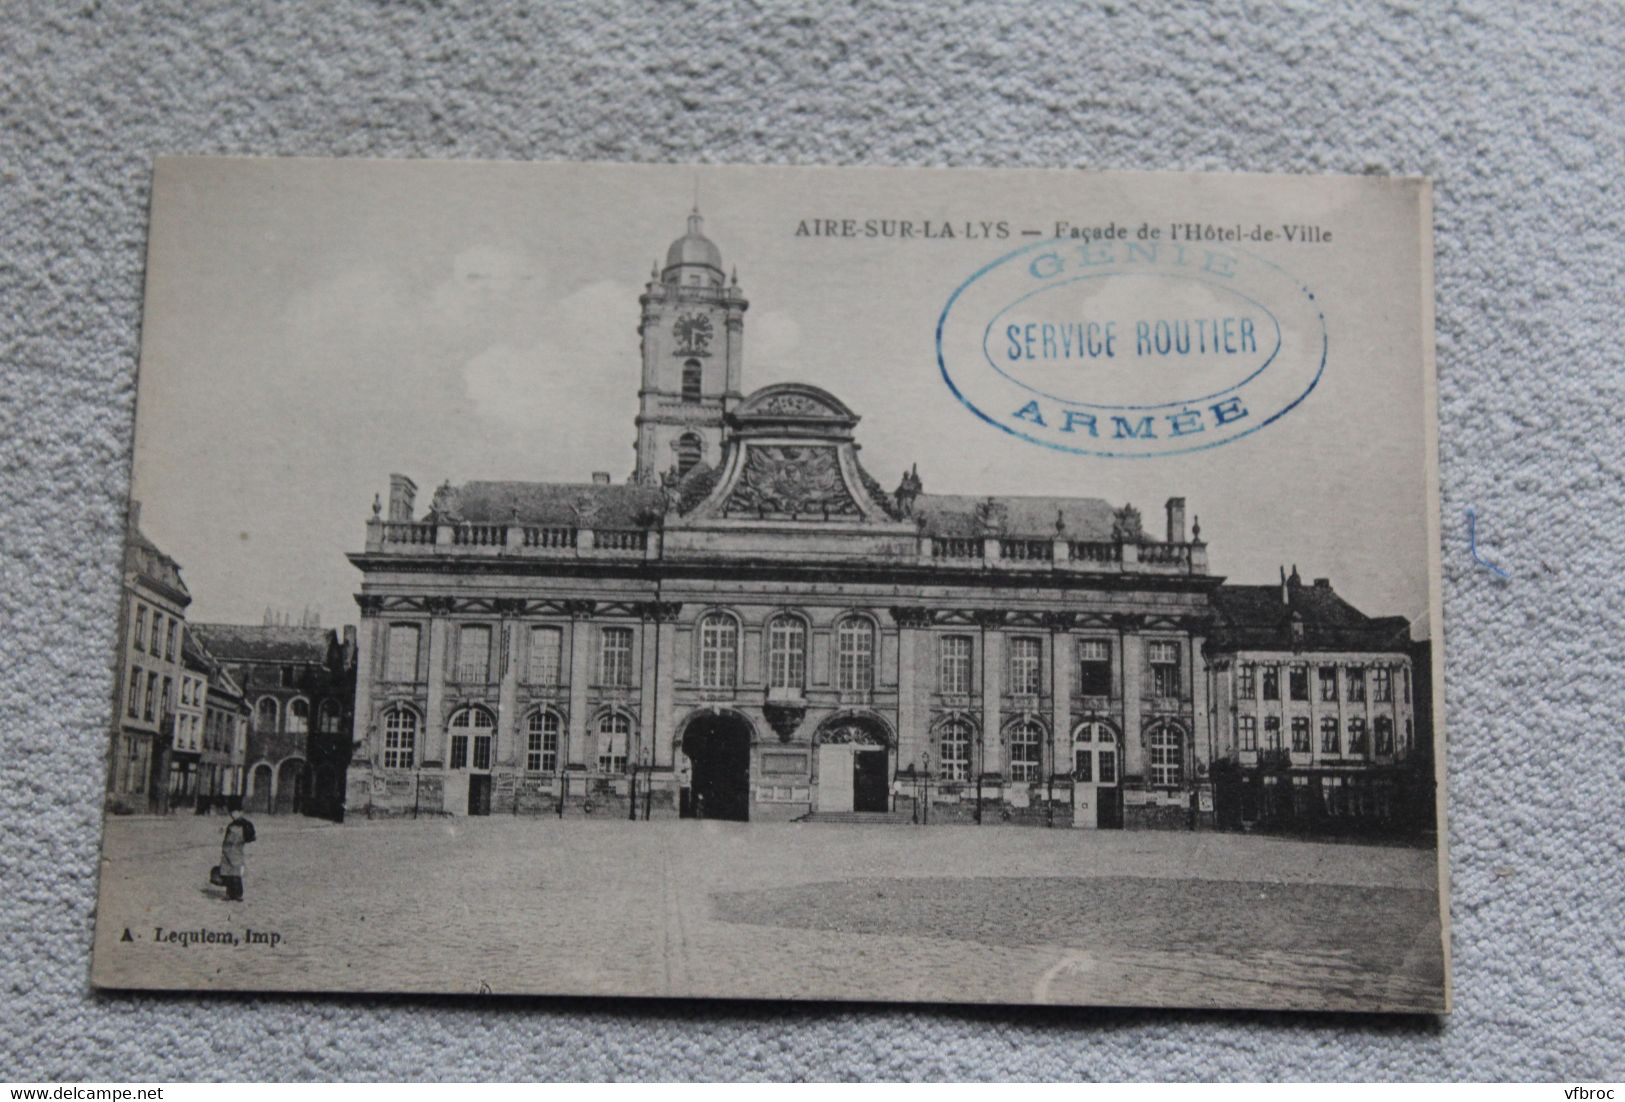 AIRE-SUR-LA-LYS — Façade de l'Hôtel-de-Ville
GÉNIE
SERVICE ROUTIER
ARMÉE
A. Lequiem, Imp.
www.delcampe.net
vfbroc